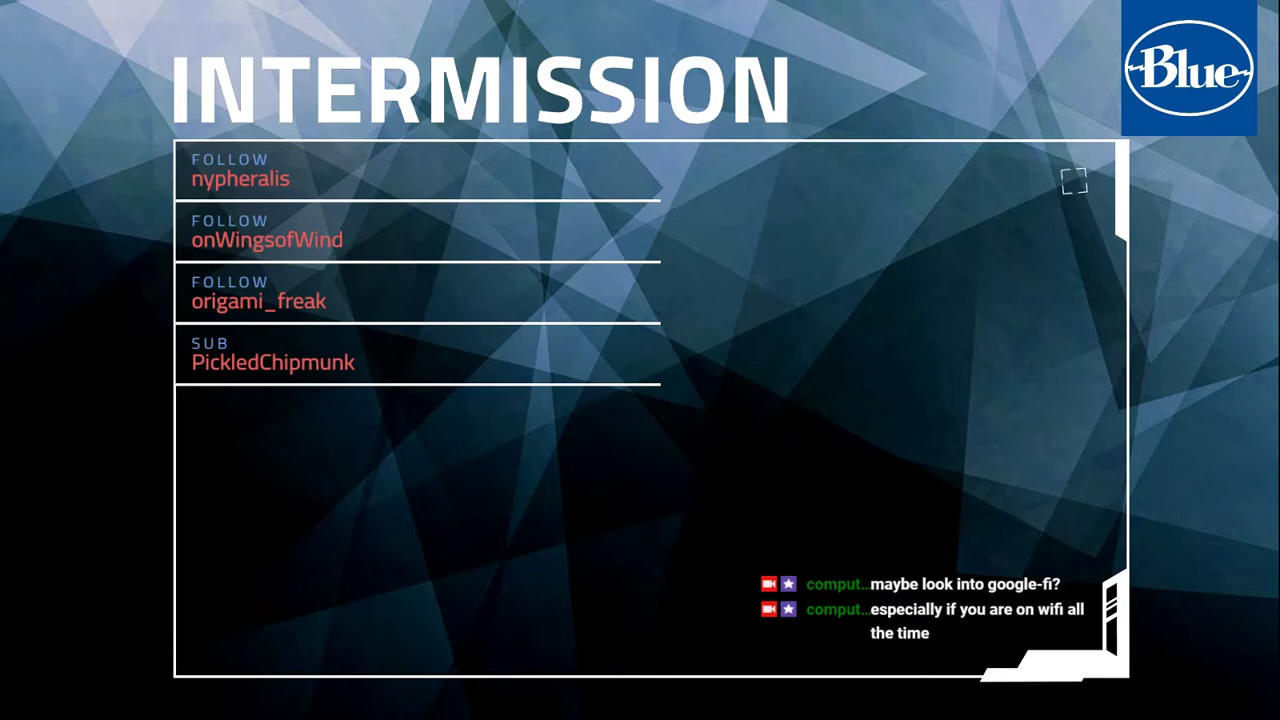 INTERMISSION
Blue
FOLLOW
nypheralis
FOLLOW
onWingsofWind
FOLLOW
origami_freak
SUB
PickledChipmunk
comput… maybe look into google-fi?
comput… especially if you are on wifi all
the time